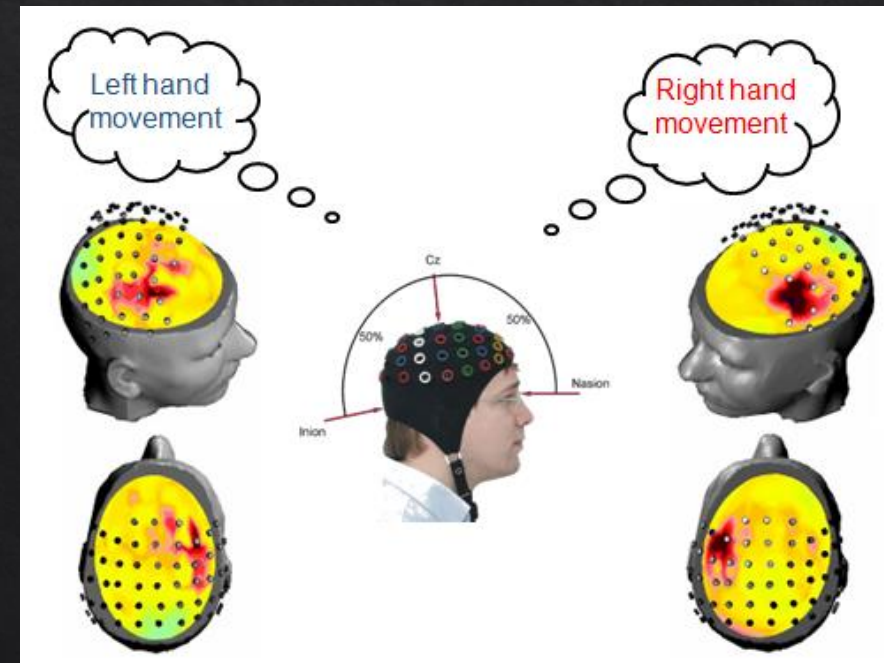 Left hand
movement
Right hand
movement
Cz
50%
50%
Nasion
Inion